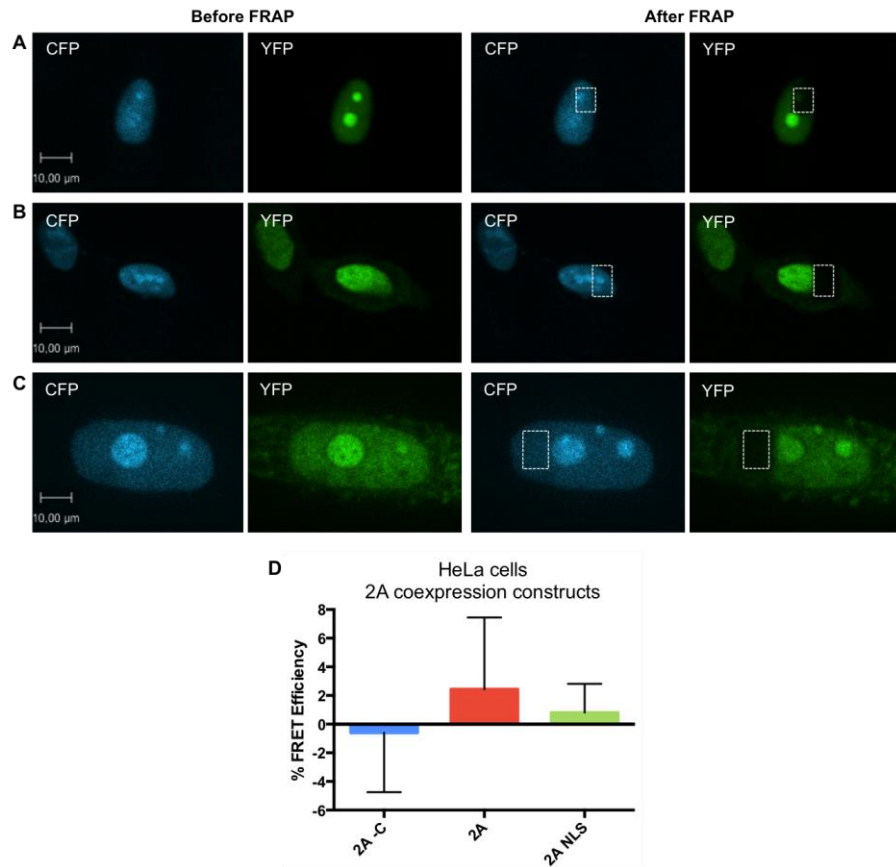 Before FRAP
After FRAP
A
CFP
YFP
CFP
YFP
10,00 µm
B
CFP
YFP
CFP
YFP
10,00 µm
C
CFP
YFP
CFP
YFP
10,00 µm
D
HeLa cells
2A coexpression constructs
% FRET Efficiency
8
6
4
2
0
-2
-4
-6
2A -C
2A
2A NLS